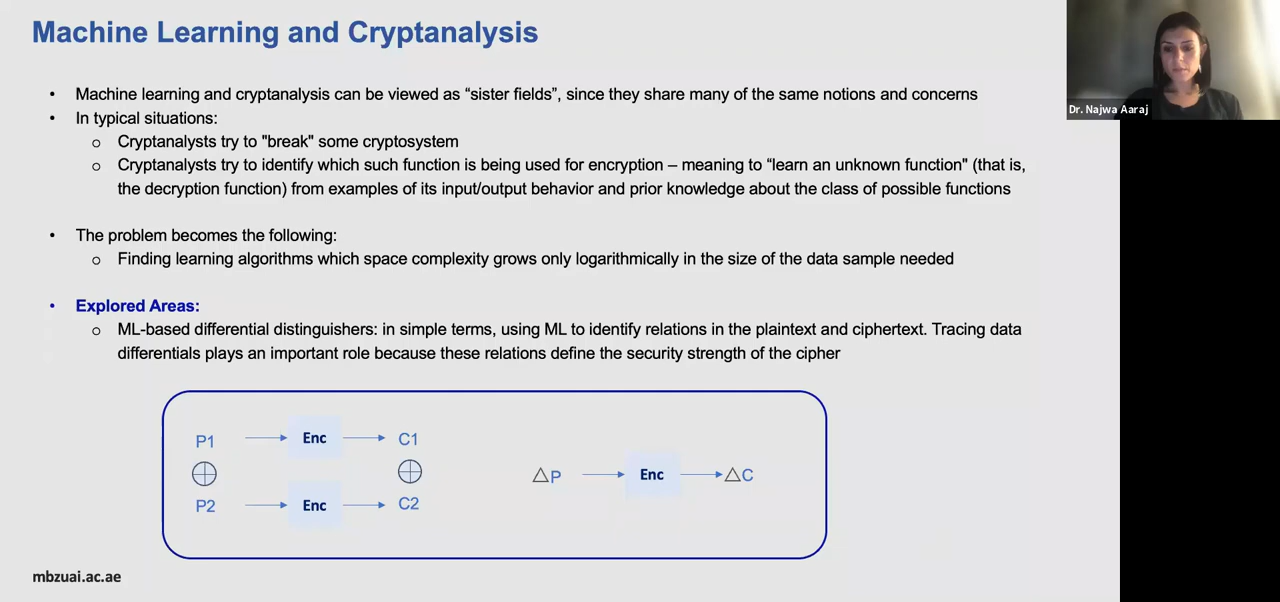 Machine Learning and Cryptanalysis
Dr. Najwa Aaraj
• Machine learning and cryptanalysis can be viewed as “sister fields”, since they share many of the same notions and concerns
• In typical situations:
o Cryptanalysts try to "break" some cryptosystem
o Cryptanalysts try to identify which such function is being used for encryption – meaning to “learn an unknown function" (that is,
the decryption function) from examples of its input/output behavior and prior knowledge about the class of possible functions
• The problem becomes the following:
o Finding learning algorithms which space complexity grows only logarithmically in the size of the data sample needed
• Explored Areas:
o ML-based differential distinguishers: in simple terms, using ML to identify relations in the plaintext and ciphertext. Tracing data
differentials plays an important role because these relations define the security strength of the cipher
P1 Enc C1
△P Enc △C
P2 Enc C2
mbzuai.ac.ae